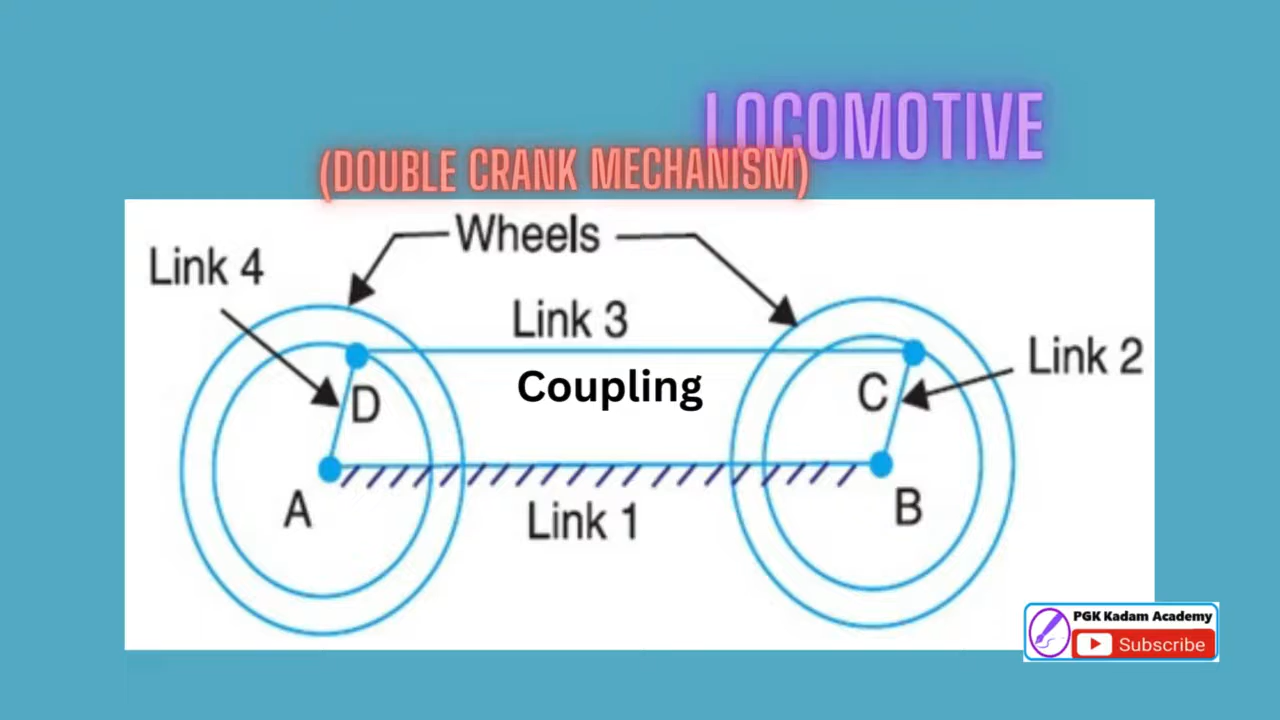 LOCOMOTIVE
(DOUBLE CRANK MECHANISM)
Wheels
Link 4
Link 3
Link 2
Coupling
D
C
A
B
Link 1
PGK Kadam Academy
Subscribe